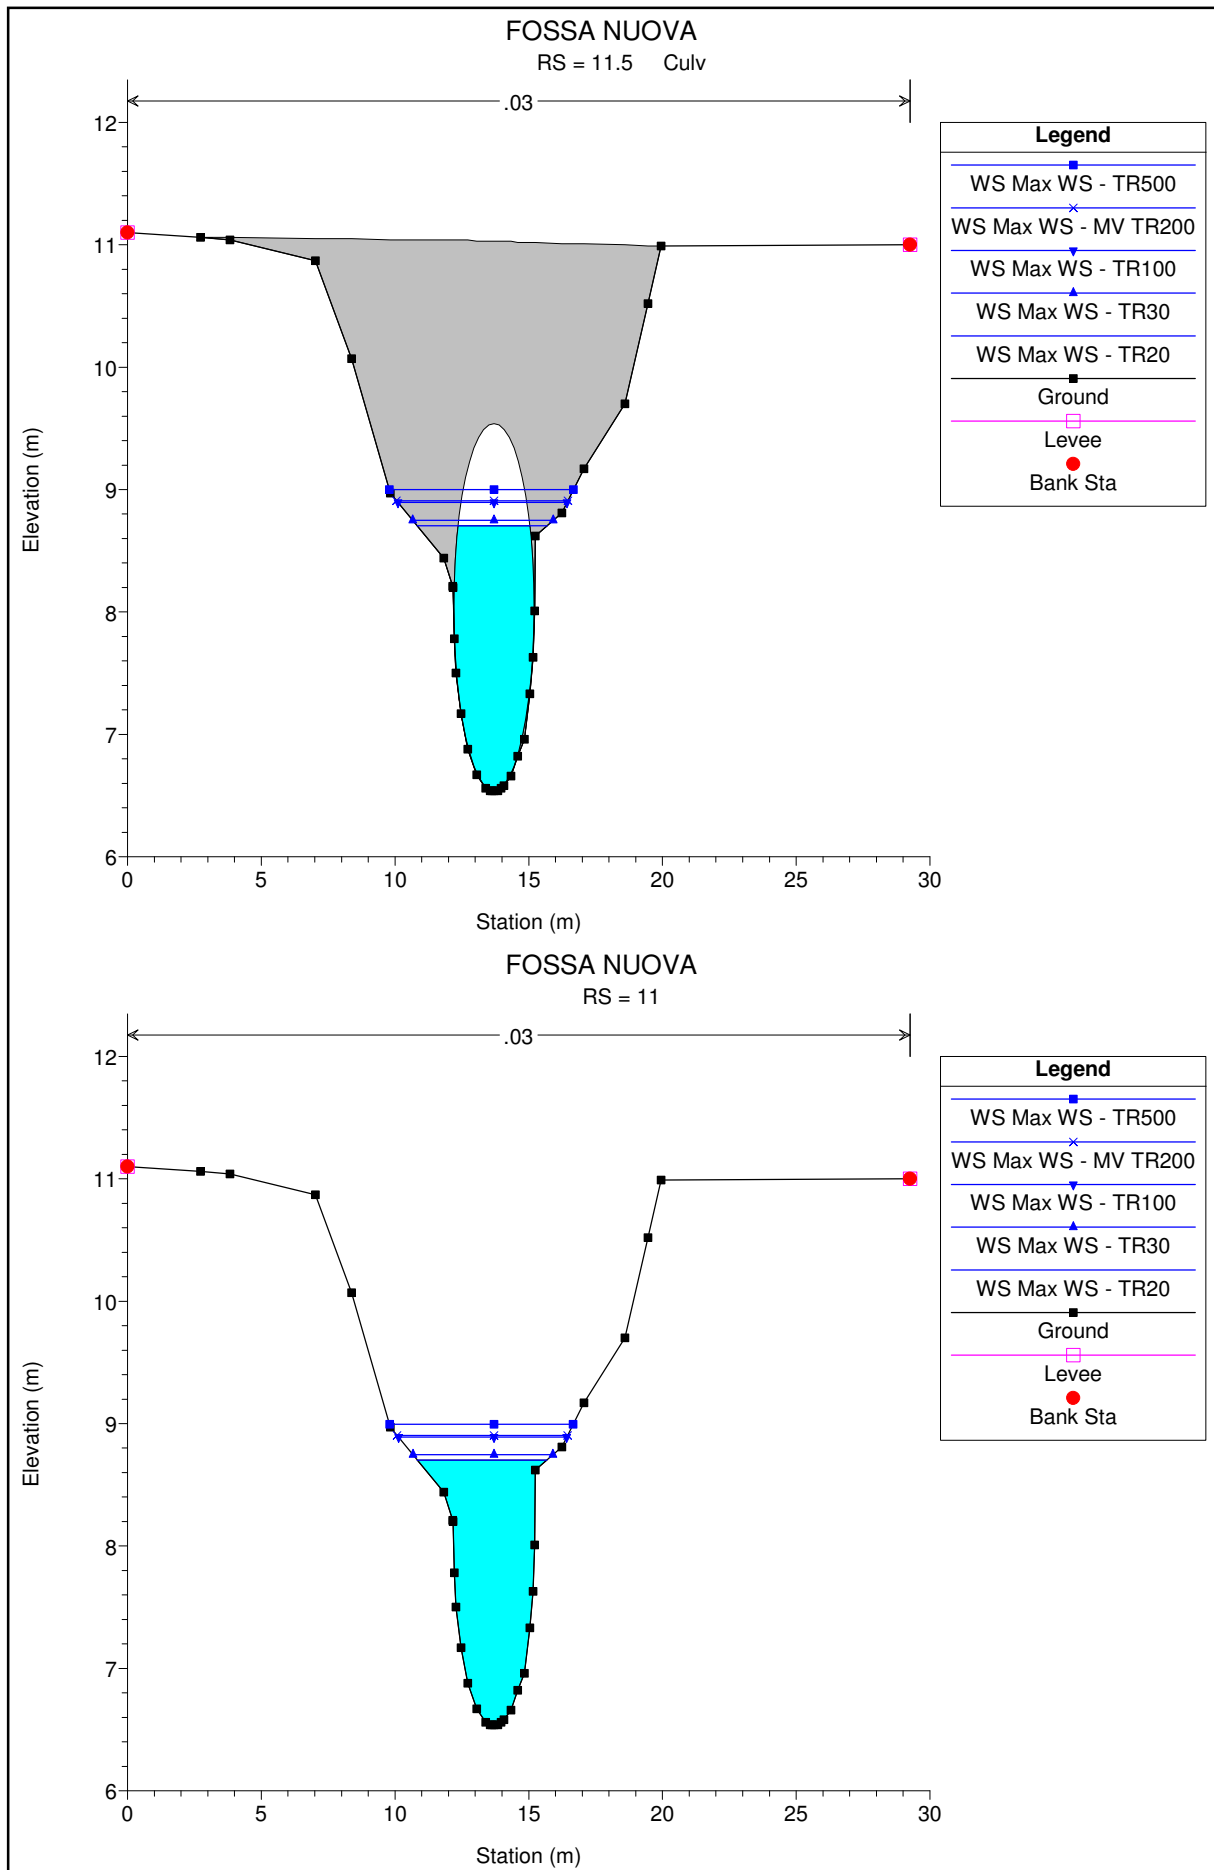 FOSSA NUOVA
RS = 11.5 Culv
.03
Legend
WS Max WS - TR500
WS Max WS - MV TR200
WS Max WS - TR100
WS Max WS - TR30
WS Max WS - TR20
Ground
Levee
Bank Sta
12
11
10
9
8
7
6
Elevation (m)
0 5 10 15 20 25 30
Station (m)
FOSSA NUOVA
RS = 11
.03
Legend
WS Max WS - TR500
WS Max WS - MV TR200
WS Max WS - TR100
WS Max WS - TR30
WS Max WS - TR20
Ground
Levee
Bank Sta
12
11
10
9
8
7
6
Elevation (m)
0 5 10 15 20 25 30
Station (m)